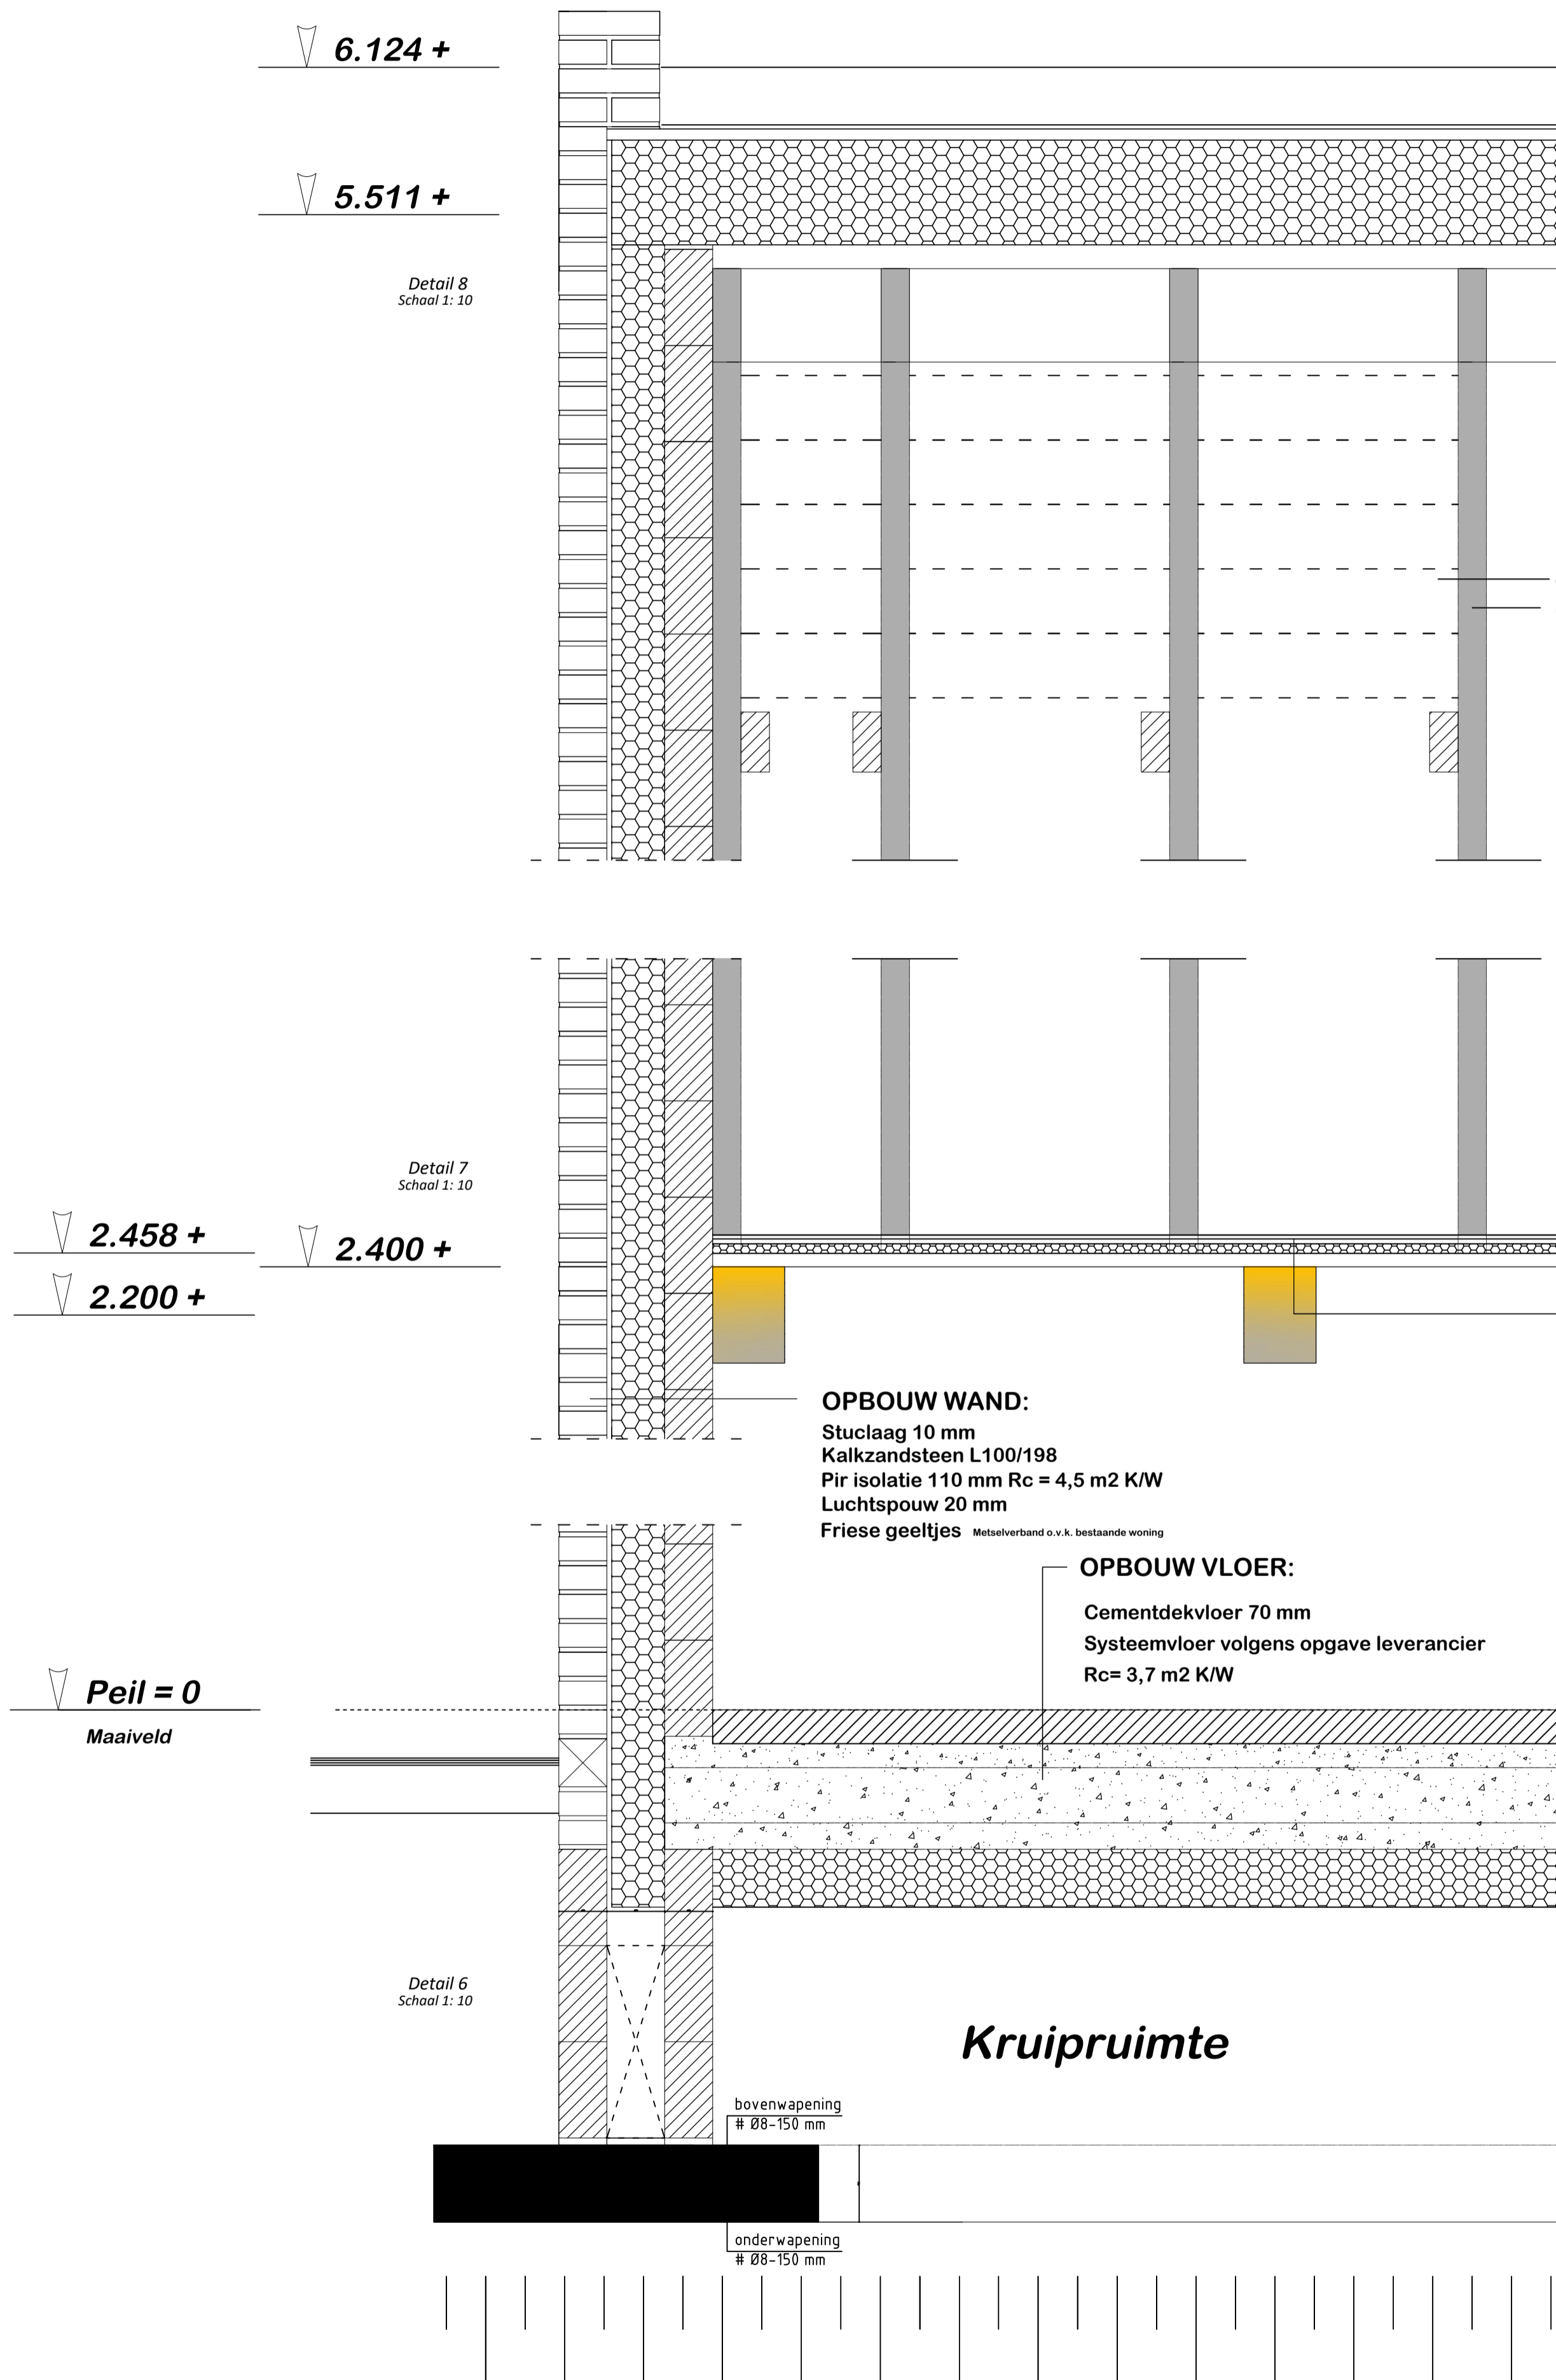 6.124 +
5.511 +
Detail 8
Schaal 1: 10
Detail 7
Schaal 1: 10
2.458 +
2.400 +
2.200 +
OPBOUW WAND:
Stuclaag 10 mm
Kalkzandsteen L100/198
Pir isolatie 110 mm Rc = 4,5 m2 K/W
Luchtspouw 20 mm
Friese geeltjes Metselverband o.v.k. bestaande woning
OPBOUW VLOER:
Cementdekvloer 70 mm
Systeemvloer volgens opgave leverancier
Rc= 3,7 m2 K/W
Peil = 0
Maaiveld
Detail 6
Schaal 1: 10
Kruipruimte
bovenwapening
# Ø8-150 mm
onderwapening
# Ø8-150 mm